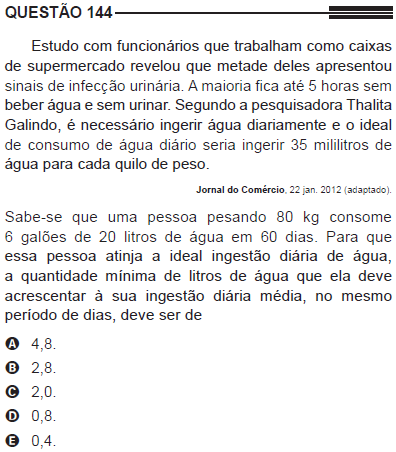 QUESTÃO 144
Estudo com funcionários que trabalham como caixas
de supermercado revelou que metade deles apresentou
sinais de infecção urinária. A maioria fica até 5 horas sem
beber água e sem urinar. Segundo a pesquisadora Thalita
Galindo, é necessário ingerir água diariamente e o ideal
de consumo de água diário seria ingerir 35 mililitros de
água para cada quilo de peso.
Jornal do Comércio, 22 jan. 2012 (adaptado).
Sabe-se que uma pessoa pesando 80 kg consome
6 galões de 20 litros de água em 60 dias. Para que
essa pessoa atinja a ideal ingestão diária de água,
a quantidade mínima de litros de água que ela deve
acrescentar à sua ingestão diária média, no mesmo
período de dias, deve ser de
A 4,8.
B 2,8.
C 2,0.
D 0,8.
E 0,4.